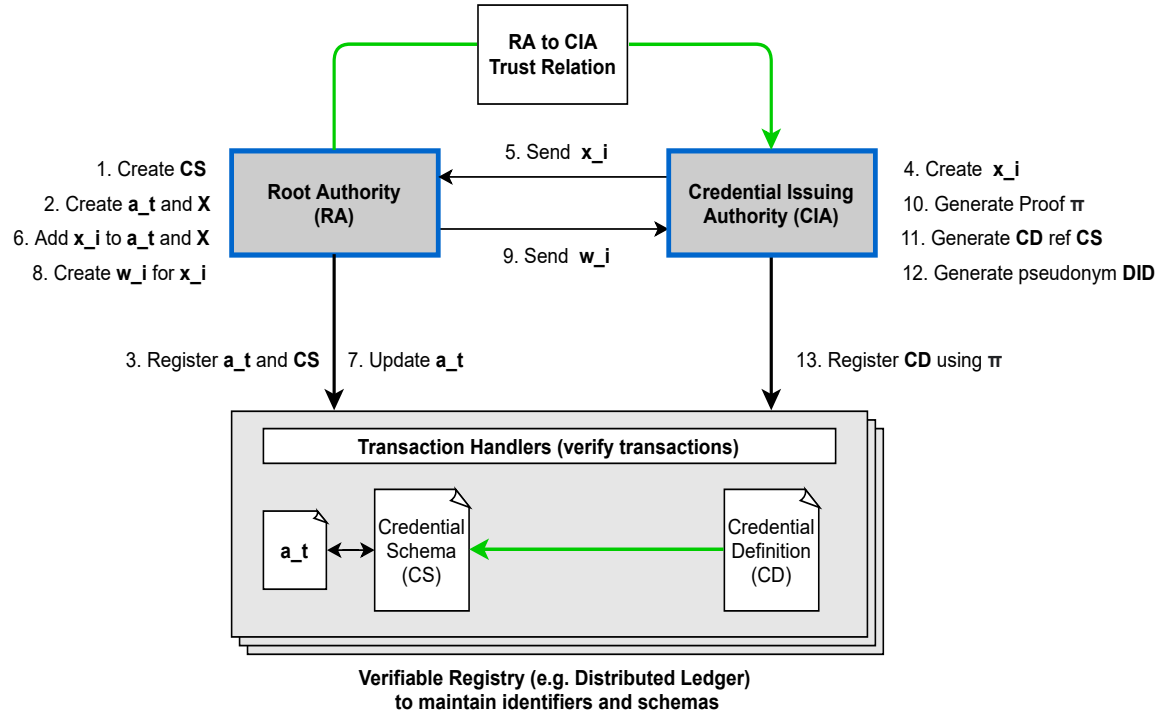 RA to CIA
Trust Relation
1. Create CS
2. Create a_t and X
6. Add x_i to a_t and X
8. Create w_i for x_i
Root Authority
(RA)
5. Send x_i
9. Send w_i
Credential Issuing
Authority (CIA)
4. Create x_i
10. Generate Proof π
11. Generate CD ref CS
12. Generate pseudonym DID
3. Register a_t and CS
7. Update a_t
13. Register CD using π
Transaction Handlers (verify transactions)
a_t
Credential
Schema
(CS)
Credential
Definition
(CD)
Verifiable Registry (e.g. Distributed Ledger)
to maintain identifiers and schemas